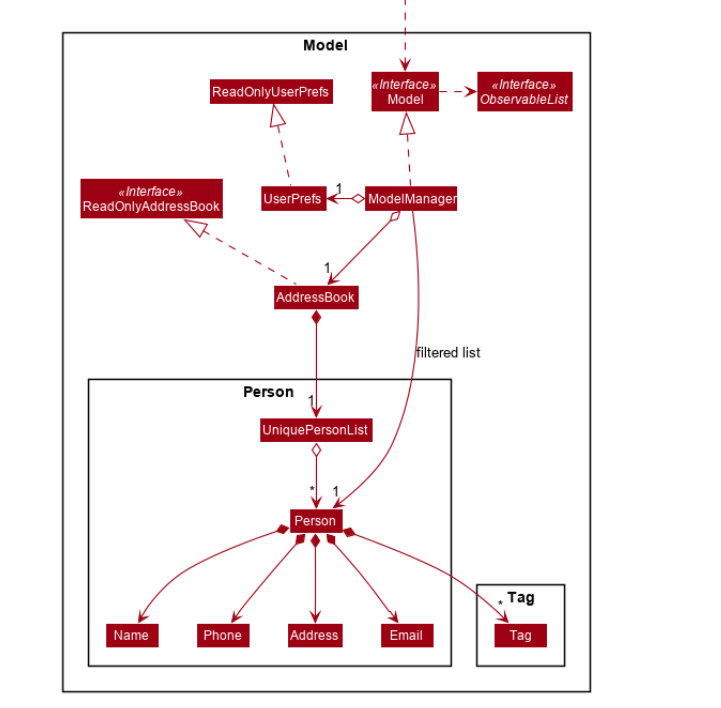 Model
«Interface»
Model
«Interface»
ObservableList
ReadOnlyUserPrefs
«Interface»
ReadOnlyAddressBook
UserPrefs
1
ModelManager
1
AddressBook
filtered list
Person
1
UniquePersonList
*
1
Person
Name
Phone
Address
Email
*
Tag
Tag